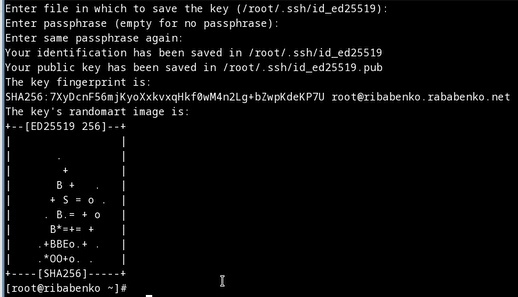 Enter file in which to save the key (/root/.ssh/id_ed25519):
Enter passphrase (empty for no passphrase):
Enter same passphrase again:
Your identification has been saved in /root/.ssh/id_ed25519
Your public key has been saved in /root/.ssh/id_ed25519.pub
The key fingerprint is:
SHA256:7XyDcnF56mjKyoXxkvxqHkf0wM4n2Lg+bZwpKdeKP7U root@ribabenko.rababenko.net
The key's randomart image is:
+--[ED25519 256]--+
|                 |
|       .         |
|        +        |
|       B +   .   |
|      + S = o .  |
|     . B.= + o   |
|      B*=+= +    |
|    .+BBEo.+ .   |
|    .*OO+o. .    |
+----[SHA256]-----+
[root@ribabenko ~]#